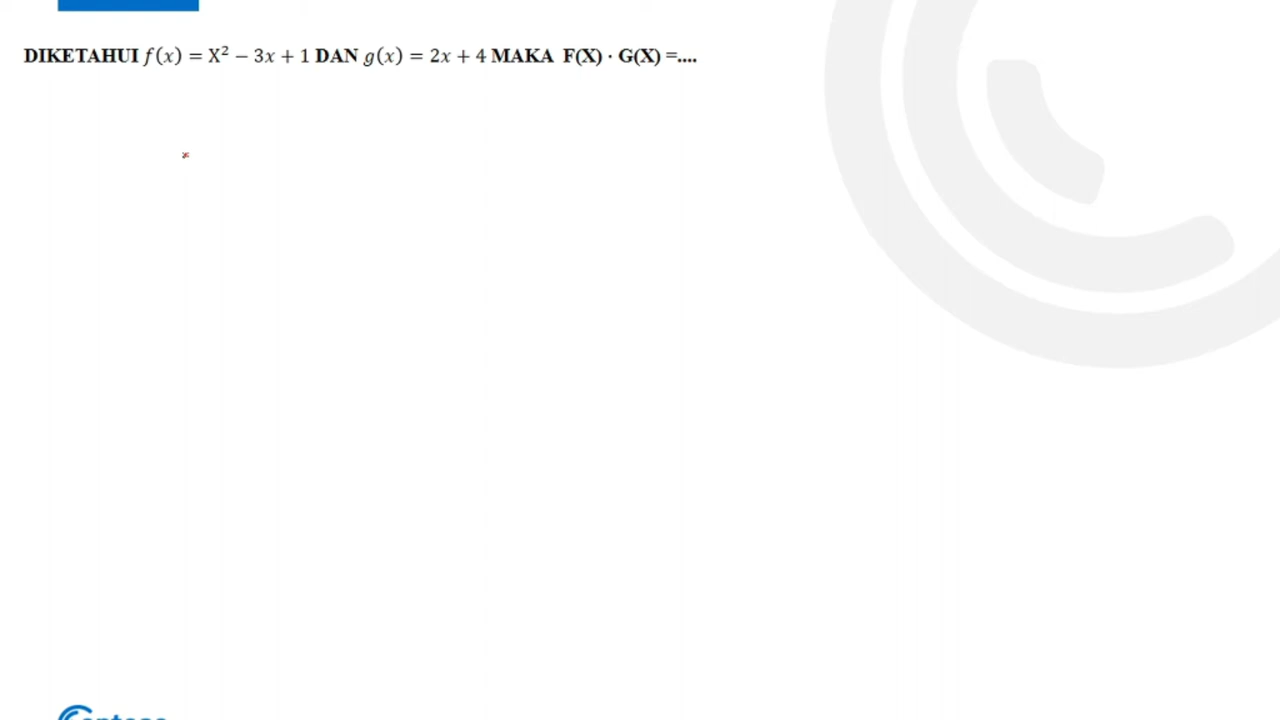 DIKETAHUI f(x) = X² − 3x + 1 DAN g(x) = 2x + 4 MAKA F(X) · G(X) =....